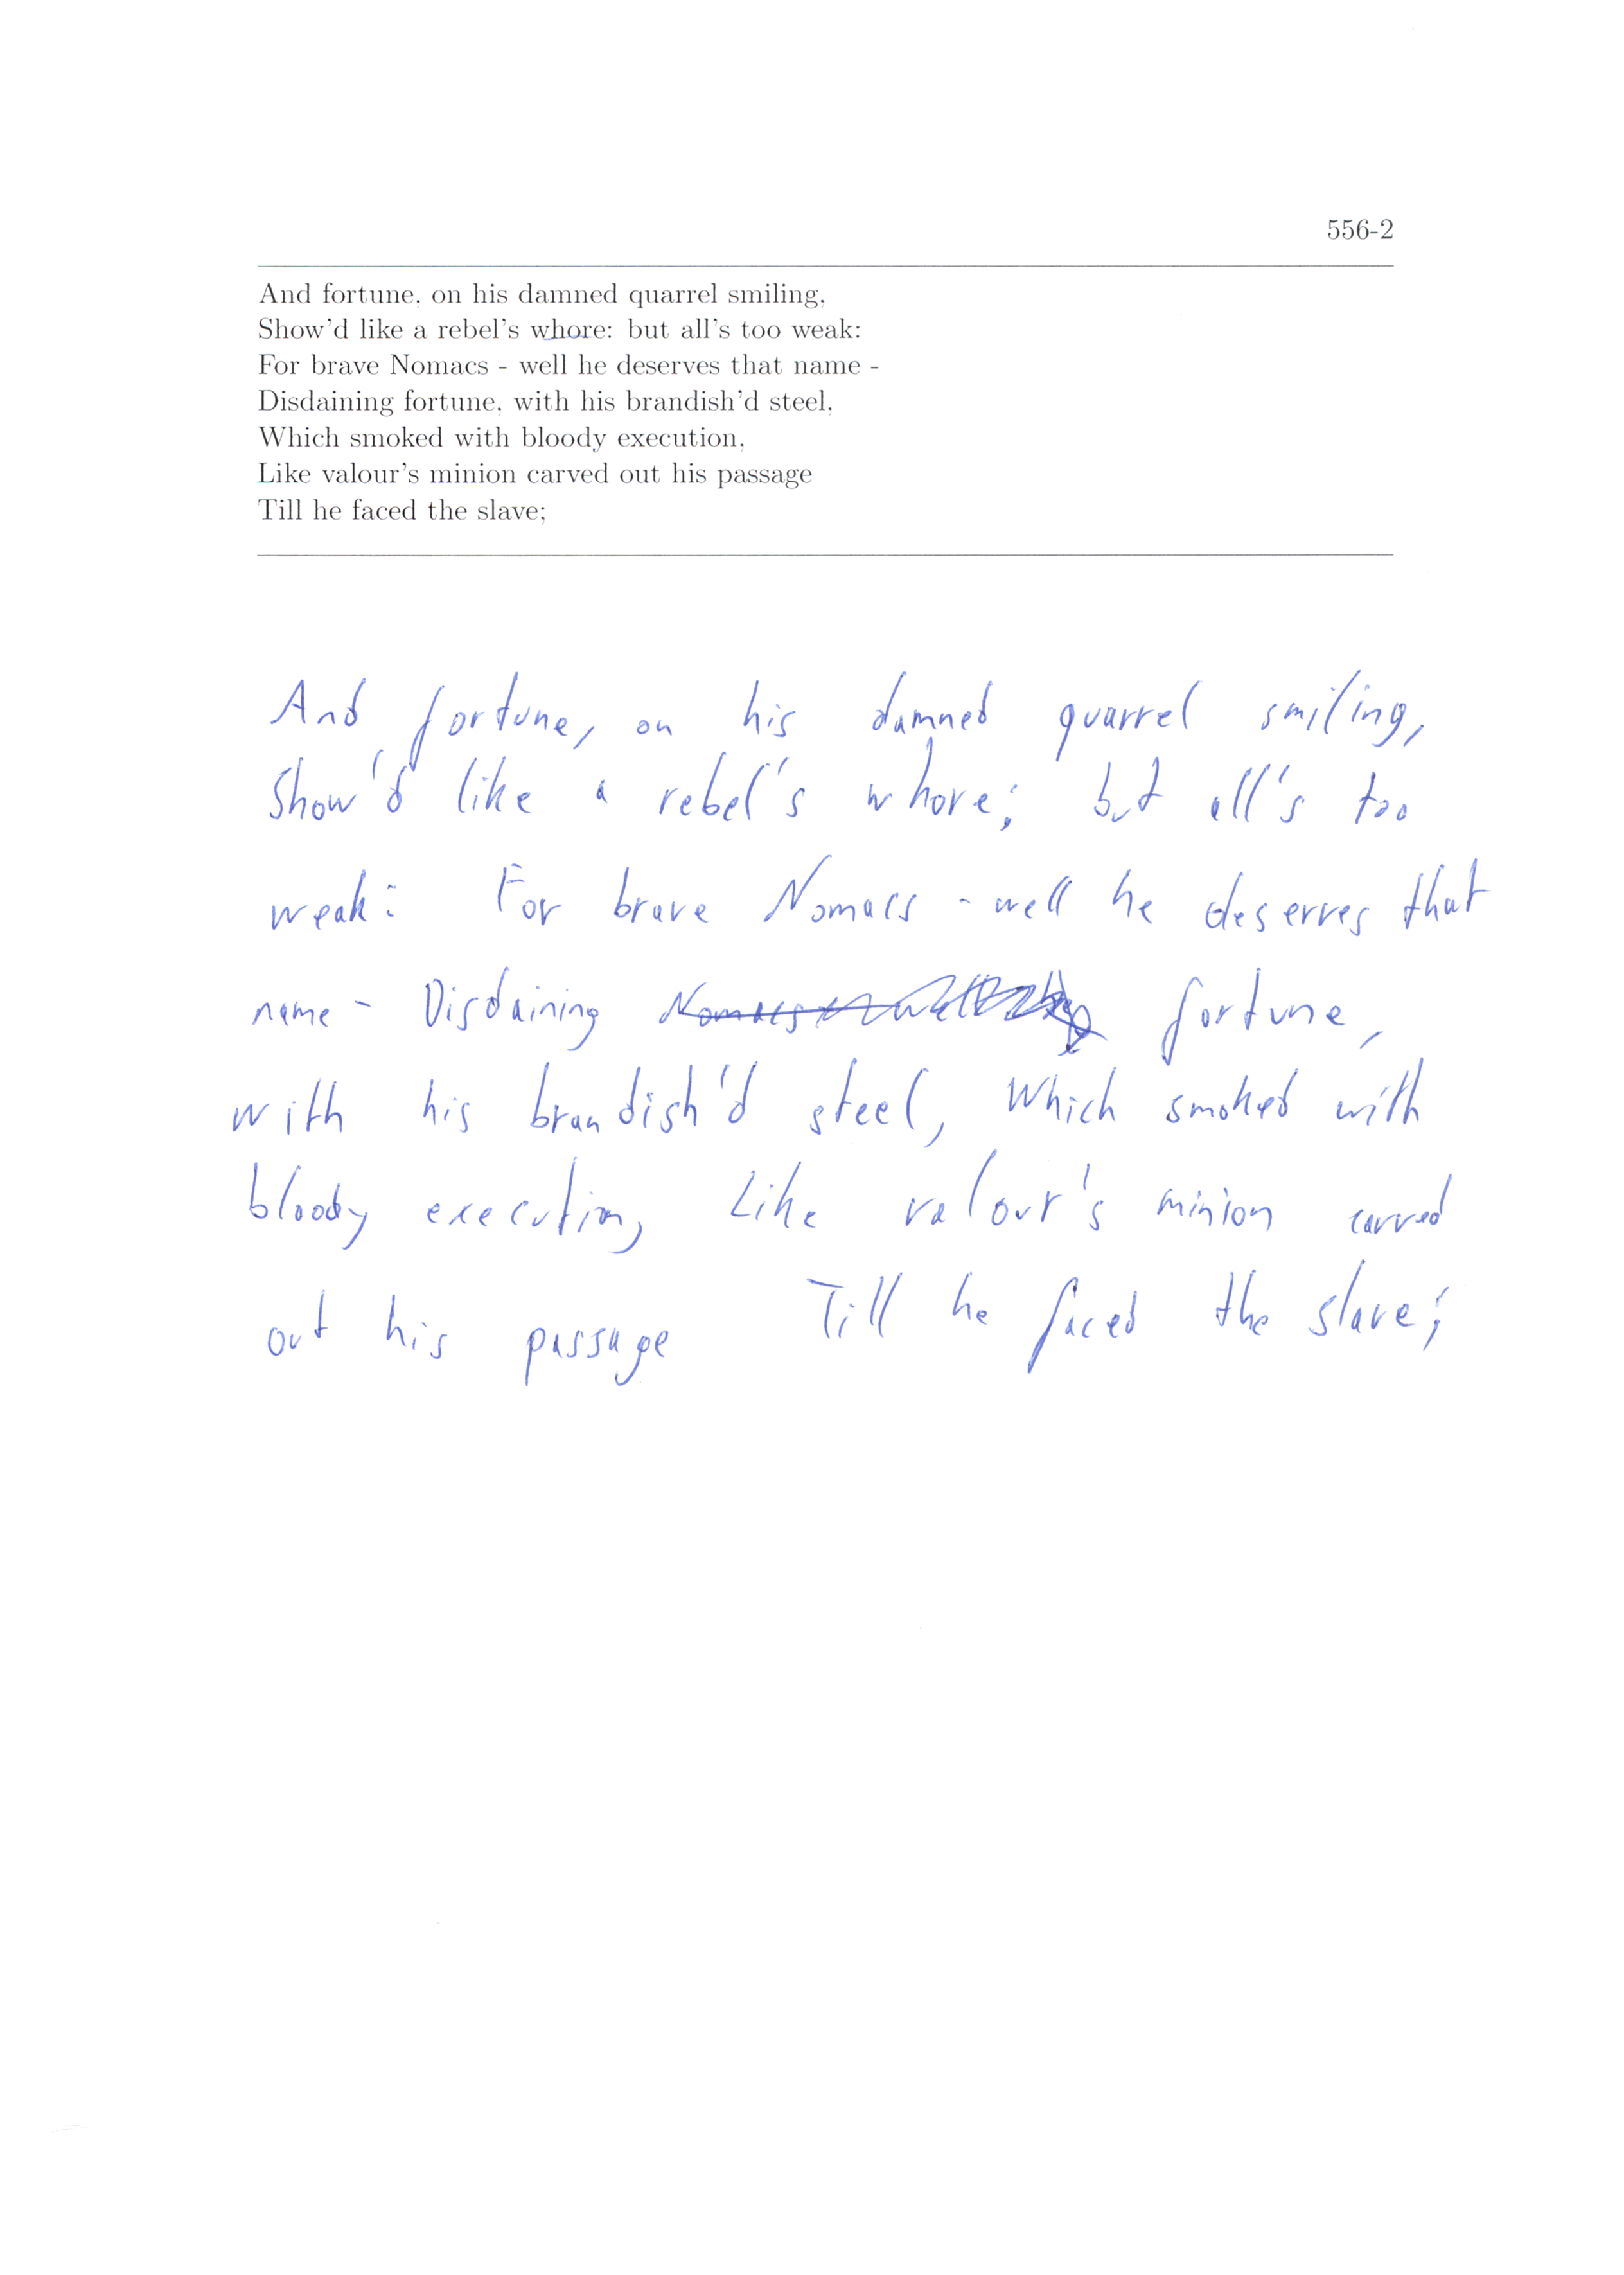 556-2
And fortune, on his damned quarrel smiling,
Show'd like a rebel's whore: but all's too weak:
For brave Nomacs - well he deserves that name -
Disdaining fortune, with his brandish'd steel,
Which smoked with bloody execution,
Like valour's minion carved out his passage
Till he faced the slave;
And fortune, on his damned quarrel smiling,
Show'd like a rebel's whore; but all's too
weak: For brave Nomacs - well he deserves that
name - Disdaining Nomacs - well fortune,
with his brandish'd steel, Which smoked with
bloody execution, Like valour's minion carved
out his passage Till he faced the slave;